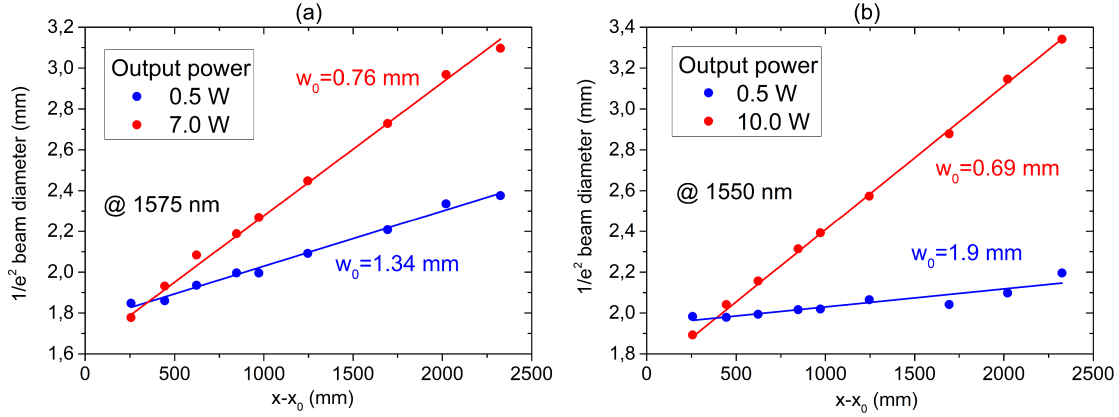 (a)
3,2
3,0
2,8
2,6
2,4
2,2
2,0
1,8
1,6
1/e² beam diameter (mm)
Output power
0.5 W
7.0 W
w₀=0.76 mm
@ 1575 nm
w₀=1.34 mm
0 500 1000 1500 2000 2500
x-x₀ (mm)
(b)
3,4
3,2
3,0
2,8
2,6
2,4
2,2
2,0
1,8
1/e² beam diameter (mm)
Output power
0.5 W
10.0 W
w₀=0.69 mm
@ 1550 nm
w₀=1.9 mm
0 500 1000 1500 2000 2500
x-x₀ (mm)